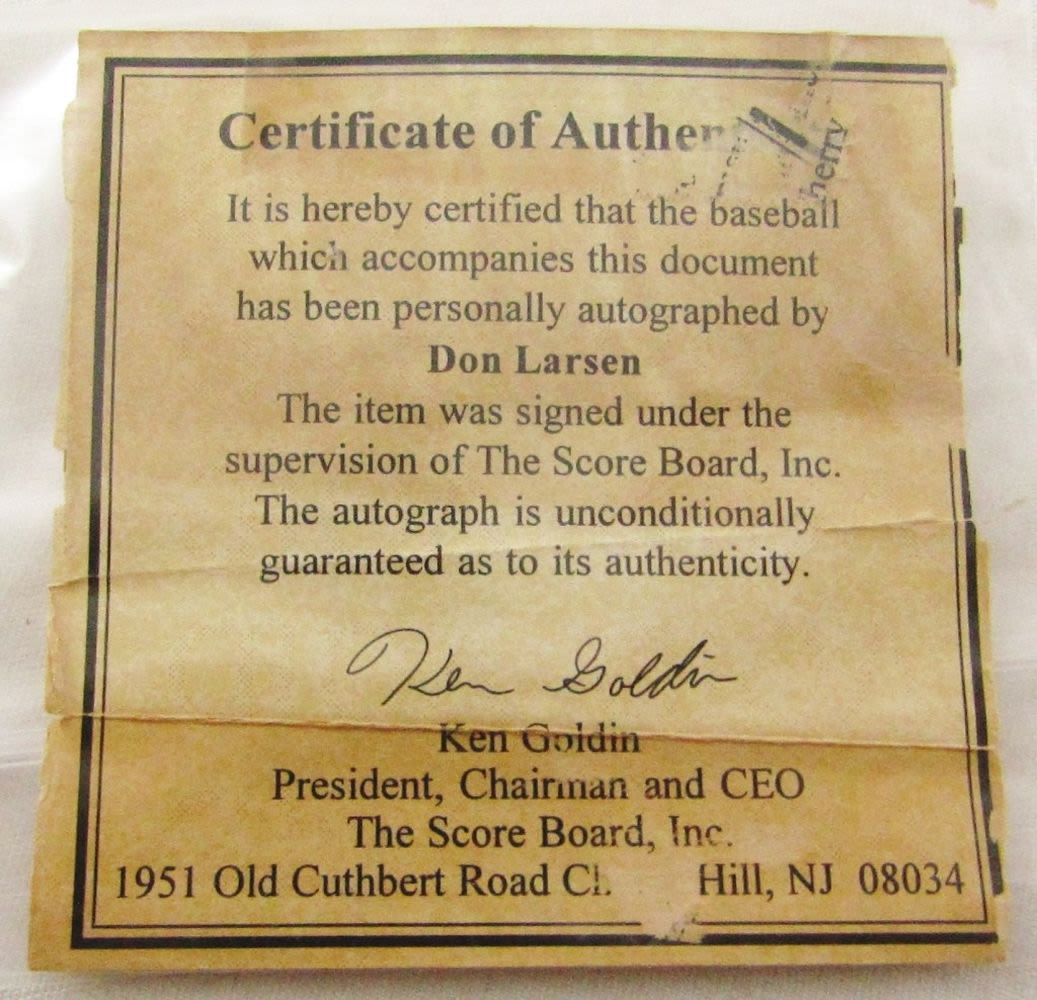 Certificate of Authen
herry
It is hereby certified that the baseball
which accompanies this document
has been personally autographed by
Don Larsen
The item was signed under the
supervision of The Score Board, Inc.
The autograph is unconditionally
guaranteed as to its authenticity.
Ken Goldin
Ken Goldin
President, Chairman and CEO
The Score Board, Inc.
1951 Old Cuthbert Road Hill, NJ 08034